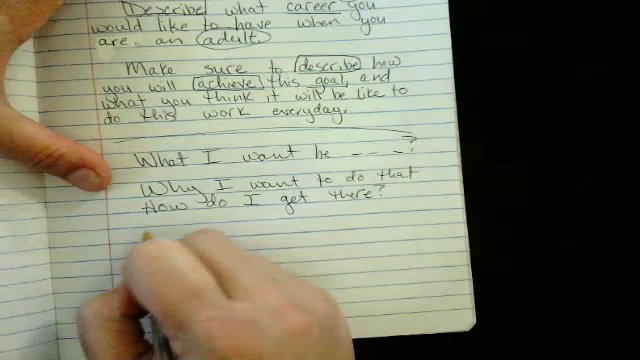 Describe what career you
would like to have when you
are an adult.
Make sure to describe how
you will achieve this goal, and
what you think it will be like to
do this work everyday.
What I want be - - - ?
Why I want to do that
How do I get there?